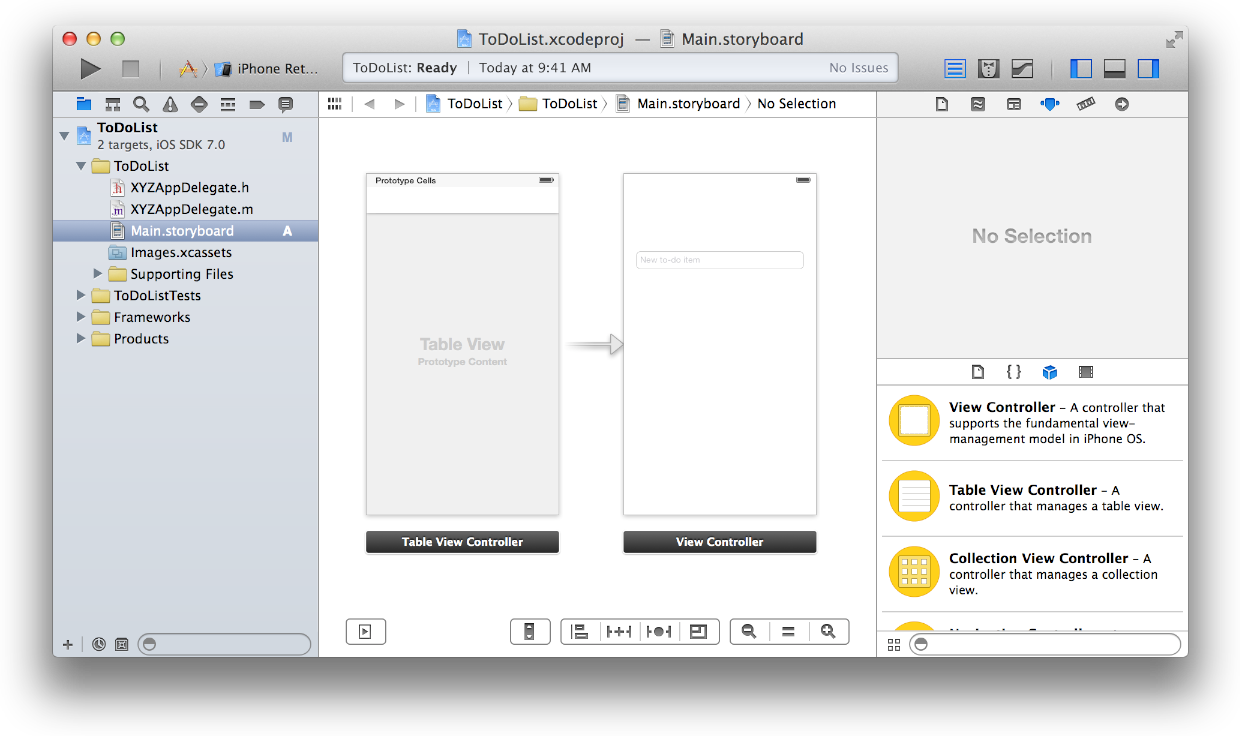 ToDoList.xcodeproj — Main.storyboard
iPhone Ret...
ToDoList: Ready | Today at 9:41 AM
No Issues
ToDoList
2 targets, iOS SDK 7.0
M
ToDoList
XYZAppDelegate.h
XYZAppDelegate.m
Main.storyboard
A
Images.xcassets
Supporting Files
ToDoListTests
Frameworks
Products
ToDoList 〉 ToDoList 〉 Main.storyboard 〉 No Selection
Prototype Cells
Table View
Prototype Content
Table View Controller
New to-do item
View Controller
No Selection
{ }
View Controller – A controller that
supports the fundamental view-
management model in iPhone OS.
Table View Controller – A
controller that manages a table view.
Collection View Controller – A
controller that manages a collection
view.